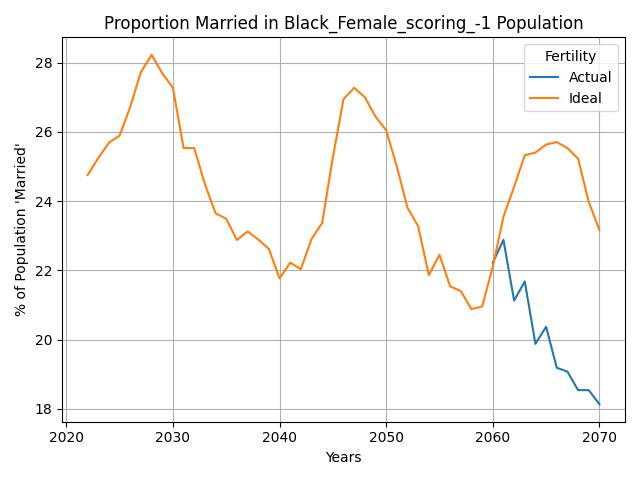 Proportion Married in Black_Female_scoring_-1 Population
Fertility
Actual
Ideal
% of Population 'Married'
28
26
24
22
20
18
2020 2030 2040 2050 2060 2070
Years